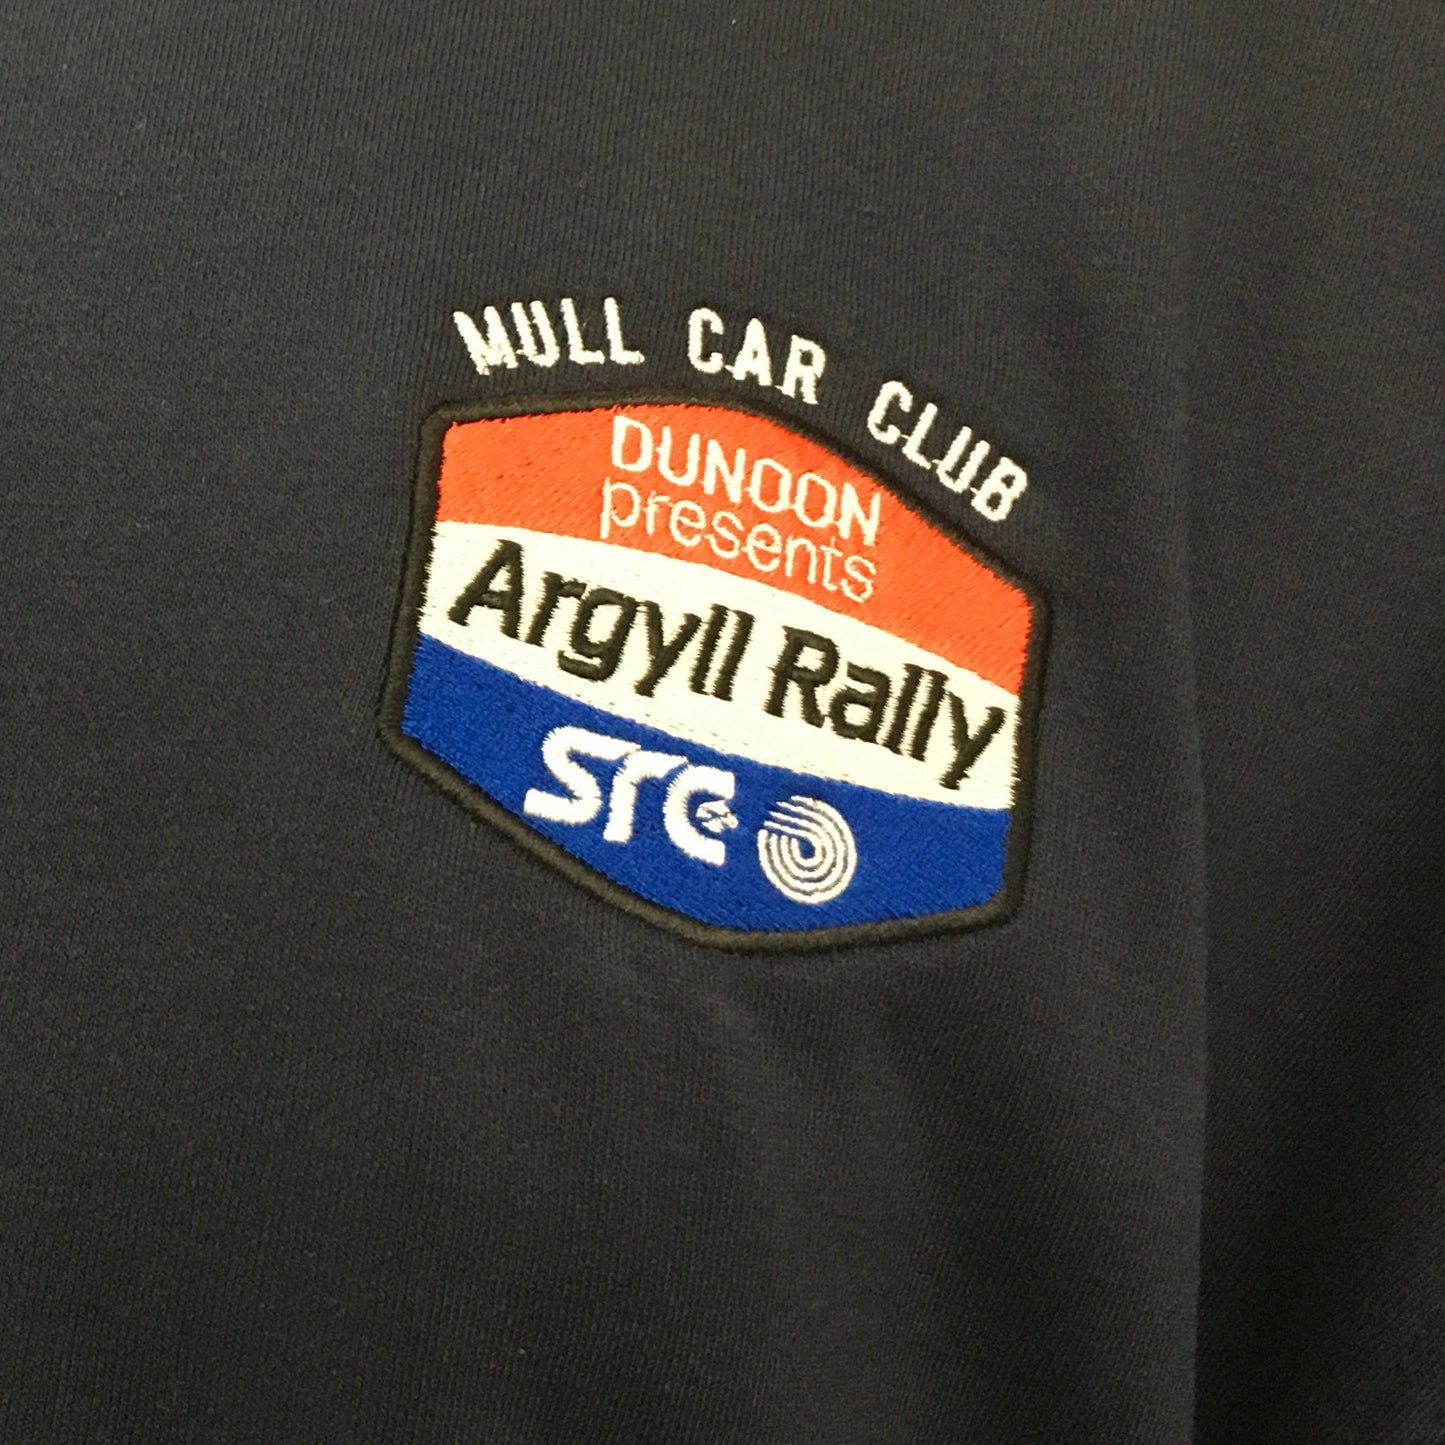 MULL CAR CLUB
DUNOON
presents
Argyll Rally
SrC